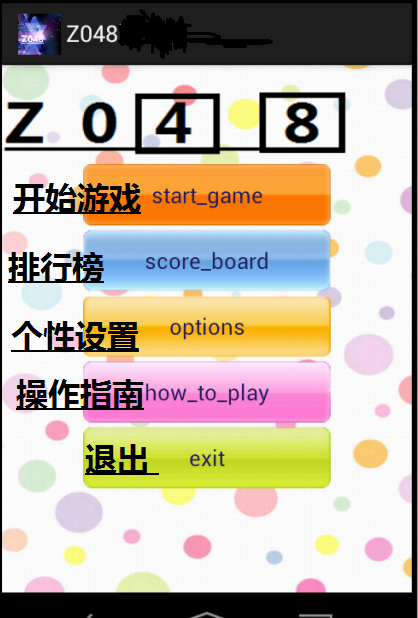 Z048
Z 0 4 8
开始游戏 start_game
排行榜 score_board
个性设置 options
操作指南 how_to_play
退出 exit